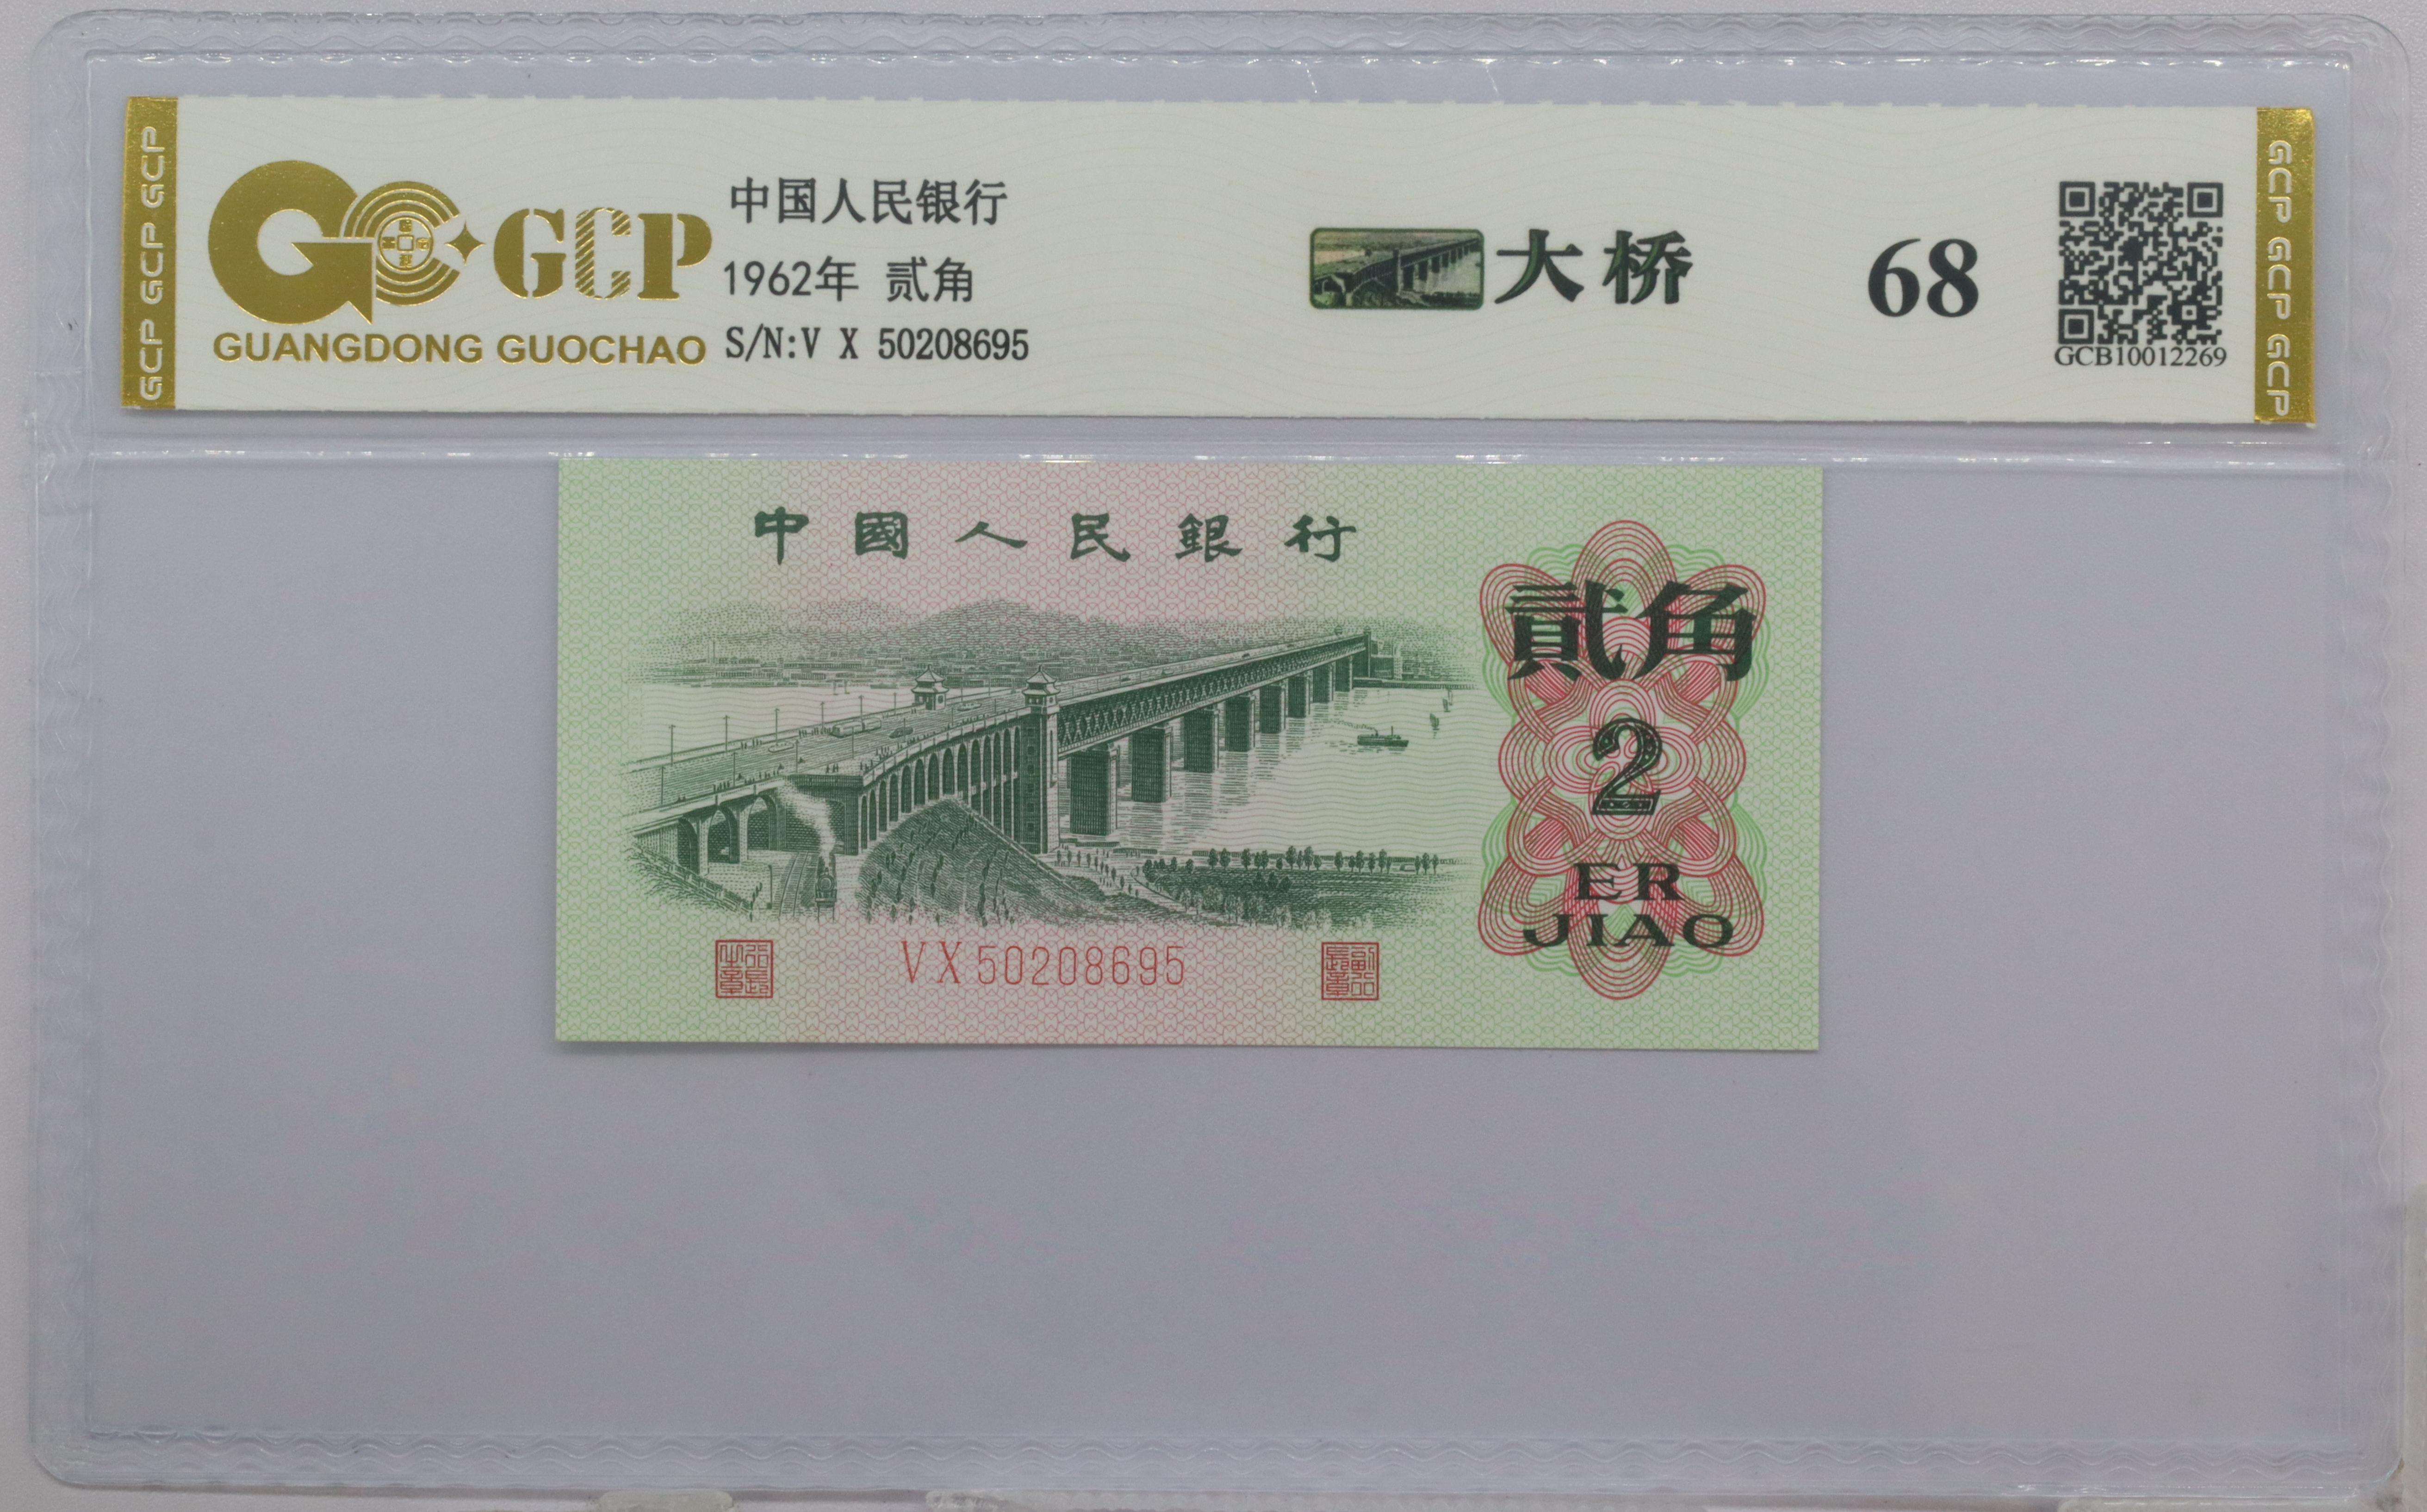 GCP GCP GCP
GCP
GUANGDONG GUOCHAO
中国人民银行
1962年 贰角
S/N:V X 50208695
大桥
68
GCB10012269
GCP GCP GCP
中國人民銀行
貳角
2
ER
JIAO
VX50208695